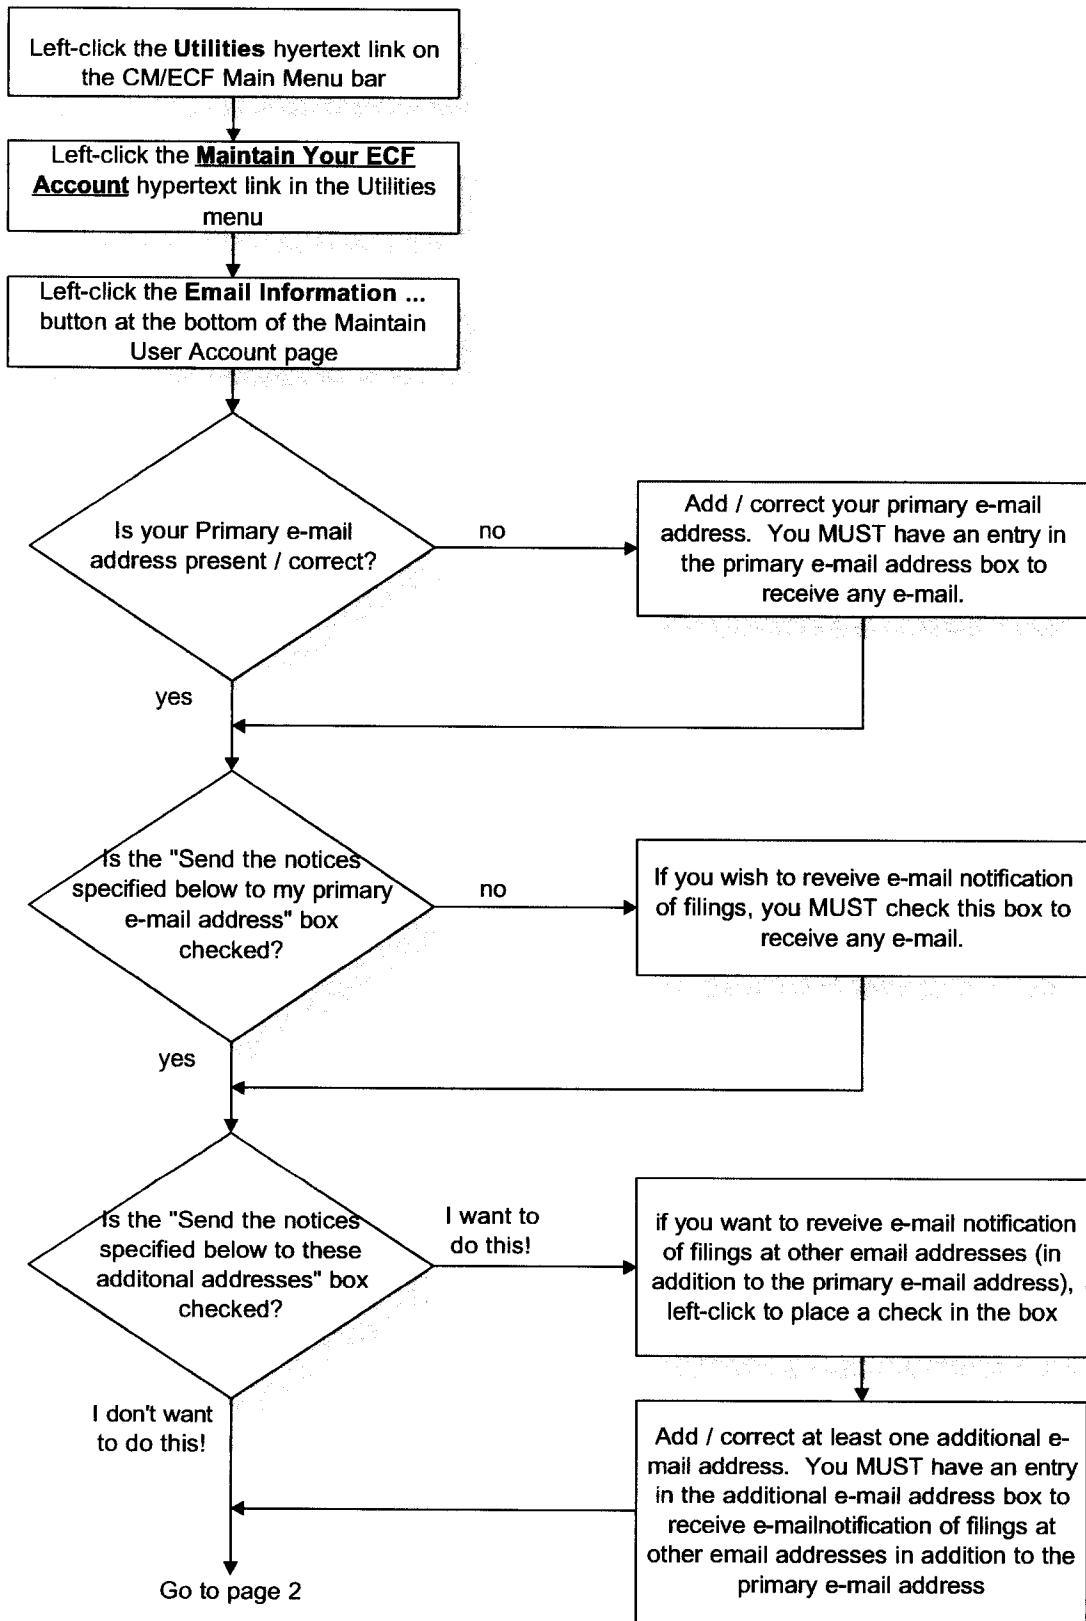 Left-click the Utilities hyertext link on
the CM/ECF Main Menu bar
Left-click the Maintain Your ECF
Account hypertext link in the Utilities
menu
Left-click the Email Information ...
button at the bottom of the Maintain
User Account page
Is your Primary e-mail
address present / correct?
no
Add / correct your primary e-mail
address. You MUST have an entry in
the primary e-mail address box to
receive any e-mail.
yes
Is the "Send the notices
specified below to my primary
e-mail address" box
checked?
no
If you wish to reveive e-mail notification
of filings, you MUST check this box to
receive any e-mail.
yes
Is the "Send the notices
specified below to these
additonal addresses" box
checked?
I want to
do this!
if you want to reveive e-mail notification
of filings at other email addresses (in
addition to the primary e-mail address),
left-click to place a check in the box
I don't want
to do this!
Add / correct at least one additional e-
mail address. You MUST have an entry
in the additional e-mail address box to
receive e-mailnotification of filings at
other email addresses in addition to the
primary e-mail address
Go to page 2